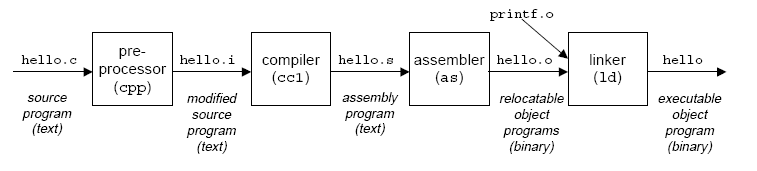 printf.o
hello.c
pre-
processor
(cpp)
hello.i
compiler
(cc1)
hello.s
assembler
(as)
hello.o
linker
(ld)
hello
source
program
(text)
modified
source
program
(text)
assembly
program
(text)
relocatable
object
programs
(binary)
executable
object
program
(binary)